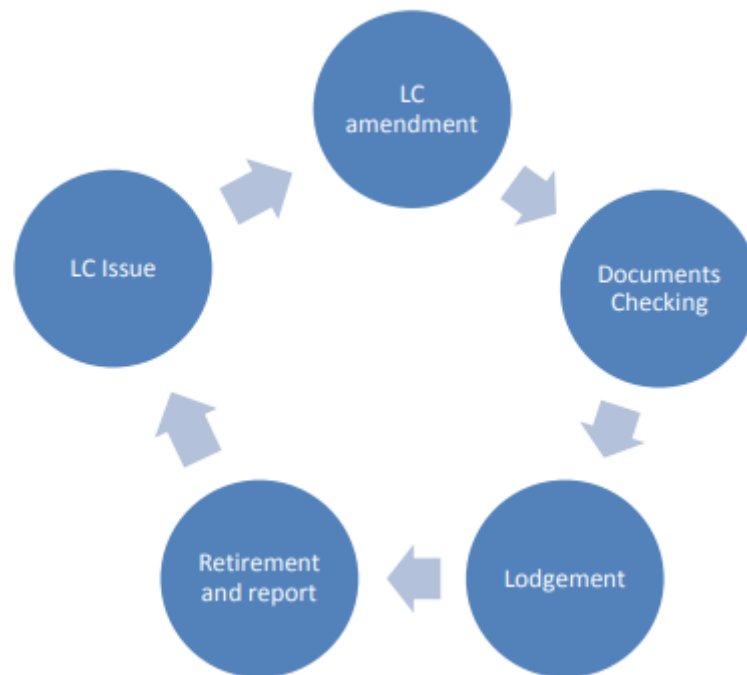 LC
amendment
Documents
Checking
Lodgement
Retirement
and report
LC Issue